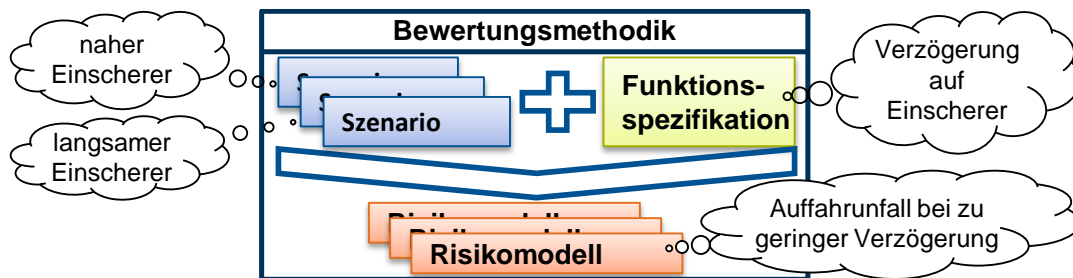 Bewertungsmethodik
naher
Einscherer
langsamer
Einscherer
Szenario
Funktions-
spezifikation
Verzögerung
auf
Einscherer
Risikomodell
Auffahrunfall bei zu
geringer Verzögerung